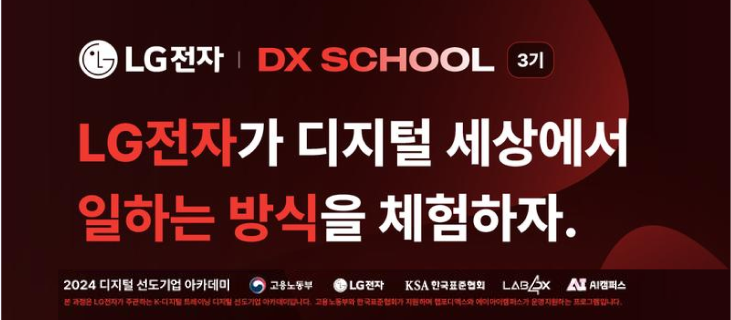 LG전자 | DX SCHOOL 3기
LG전자가 디지털 세상에서
일하는 방식을 체험하자.
2024 디지털 선도기업 아카데미 고용노동부 LG전자 KSA 한국표준협회 LABDX AI캠퍼스
본 과정은 LG전자가 주관하는 K-디지털 트레이닝 디지털 선도기업 아카데미입니다. 고용노동부와 한국표준협회가 지원하며 랩포디엑스와 에이아이캠퍼스가 운영지원하는 프로그램입니다.